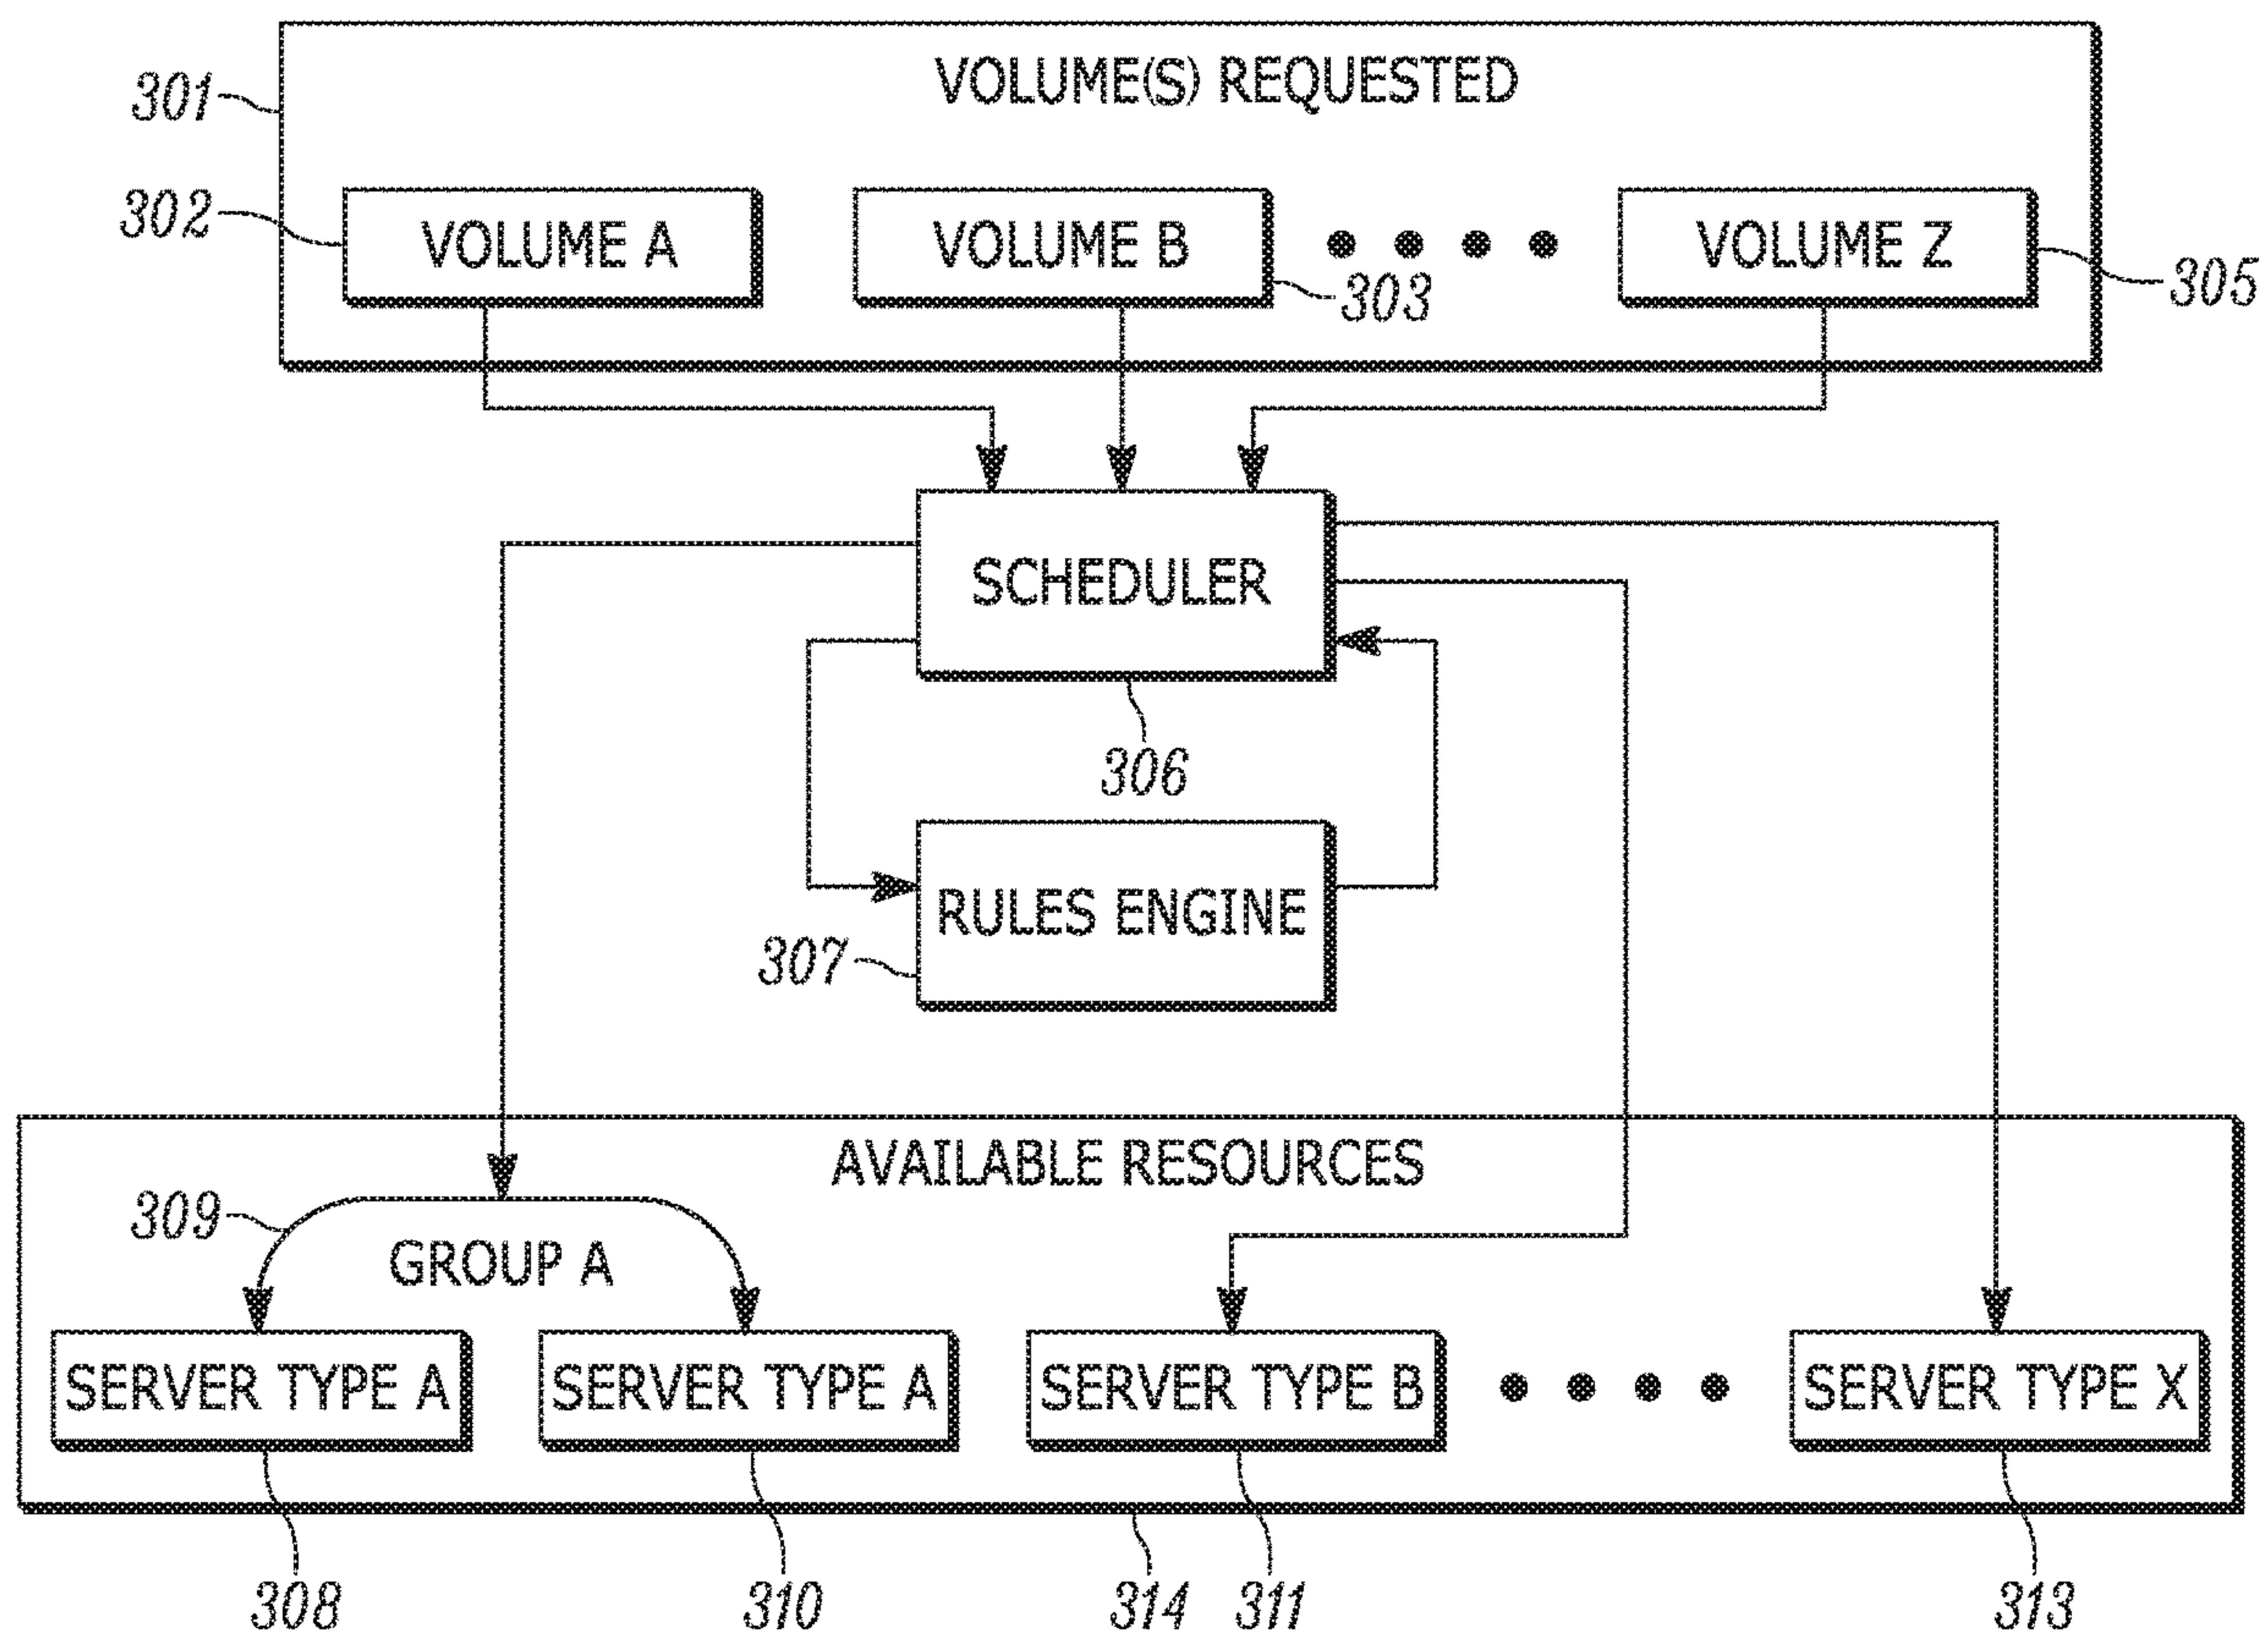 VOLUME(S) REQUESTED
301
302
VOLUME A
VOLUME B
VOLUME Z
303
305
SCHEDULER
306
RULES ENGINE
307
AVAILABLE RESOURCES
309
GROUP A
SERVER TYPE A
SERVER TYPE A
SERVER TYPE B
SERVER TYPE X
308
310
314
311
313